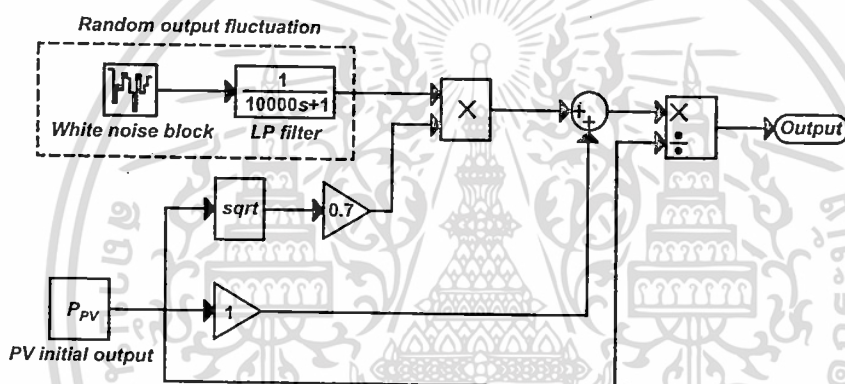 Random output fluctuation
1
10000s+1
White noise block
LP filter
×
+
+
×
÷
Output
sqrt
0.7
P_PV
1
PV initial output